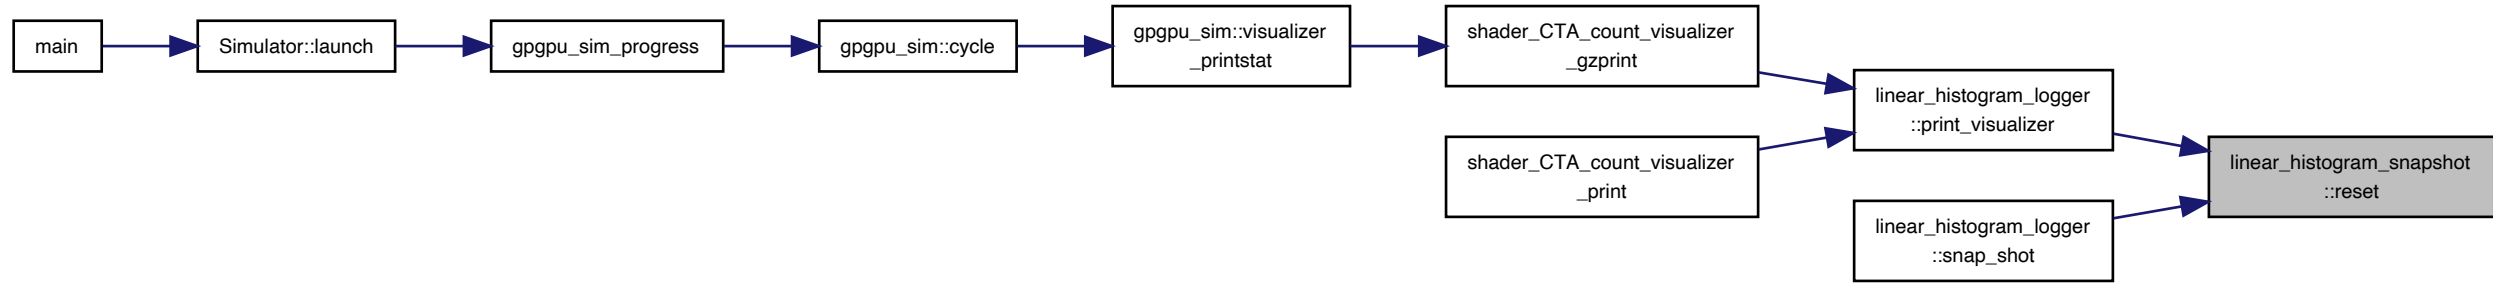 main
Simulator::launch
gpgpu_sim_progress
gpgpu_sim::cycle
gpgpu_sim::visualizer
_printstat
shader_CTA_count_visualizer
_gzprint
shader_CTA_count_visualizer
_print
linear_histogram_logger
::print_visualizer
linear_histogram_logger
::snap_shot
linear_histogram_snapshot
::reset